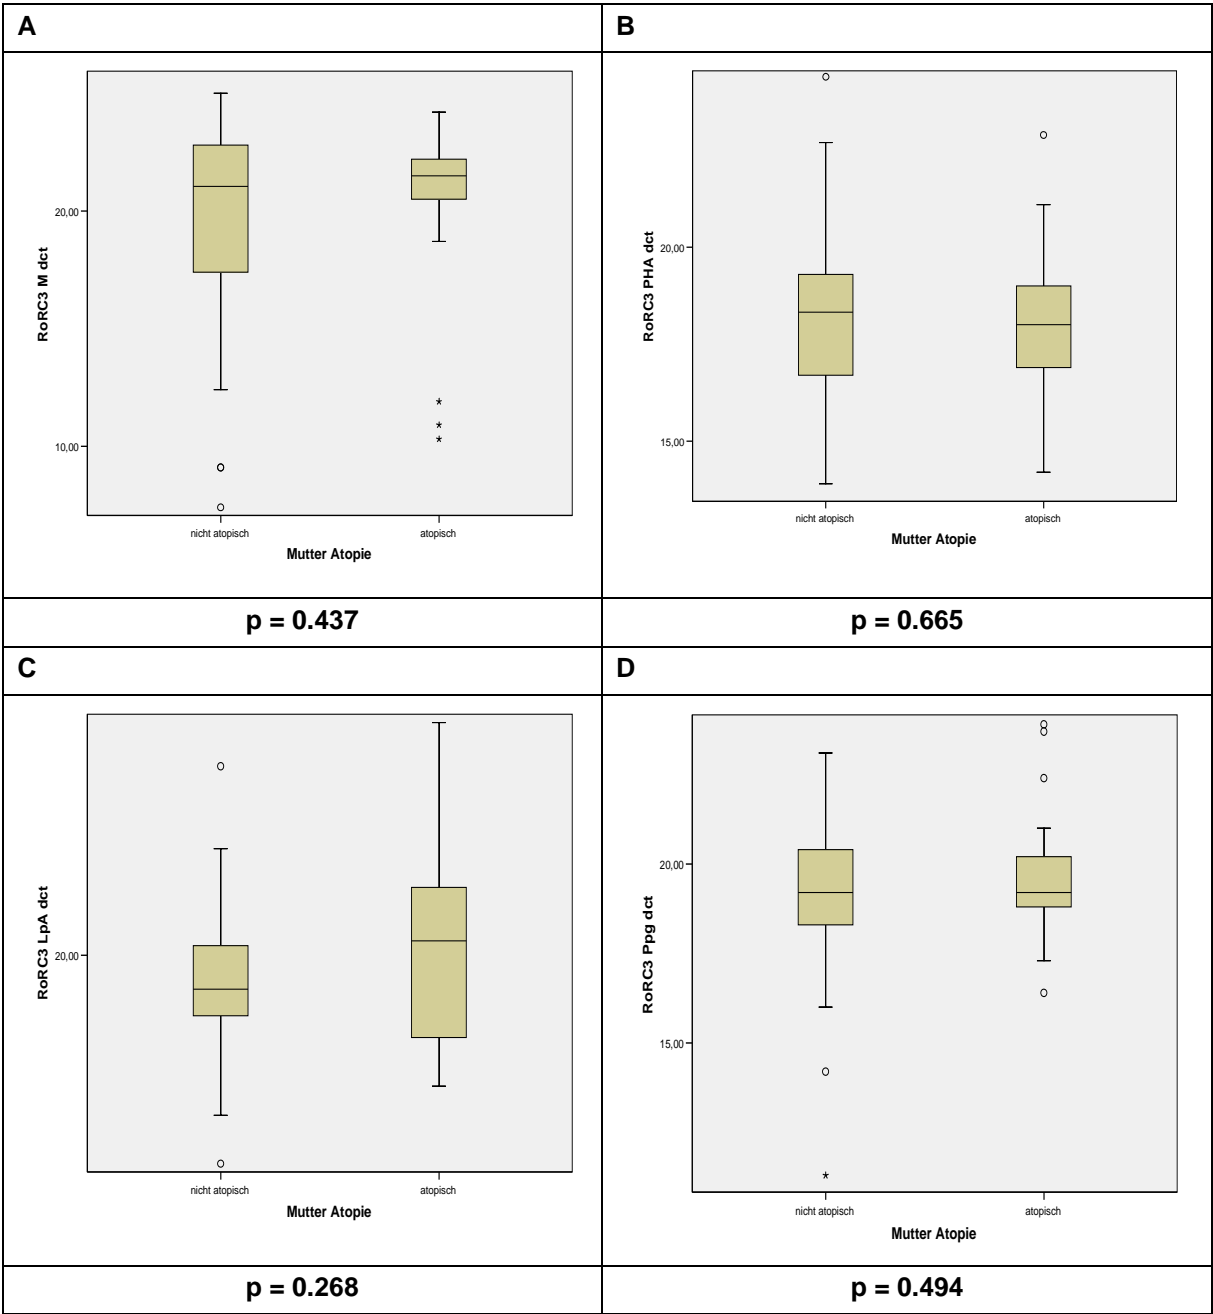 A
B
RoRC3 M dct
20,00
10,00
nicht atopisch
atopisch
Mutter Atopie
RoRC3 PHA dct
20,00
15,00
nicht atopisch
atopisch
Mutter Atopie
p = 0.437
p = 0.665
C
D
RoRC3 LpA dct
20,00
nicht atopisch
atopisch
Mutter Atopie
RoRC3 Ppg dct
20,00
15,00
nicht atopisch
atopisch
Mutter Atopie
p = 0.268
p = 0.494